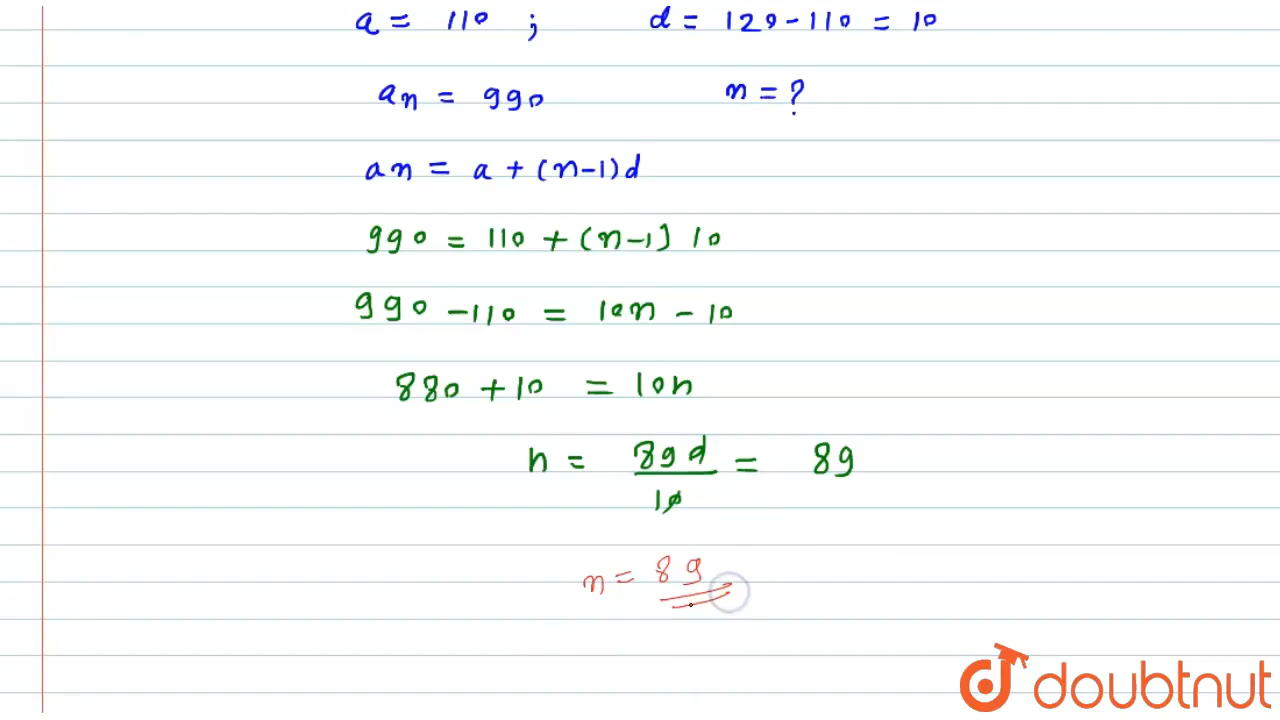 a = 110 ; d = 120 - 110 = 10
an = 990 n = ?
an = a + (n-1)d
990 = 110 + (n-1] 10
990 - 110 = 10n - 10
880 + 10 = 10n
n = 890/10 = 89
n = 89
doubtnut